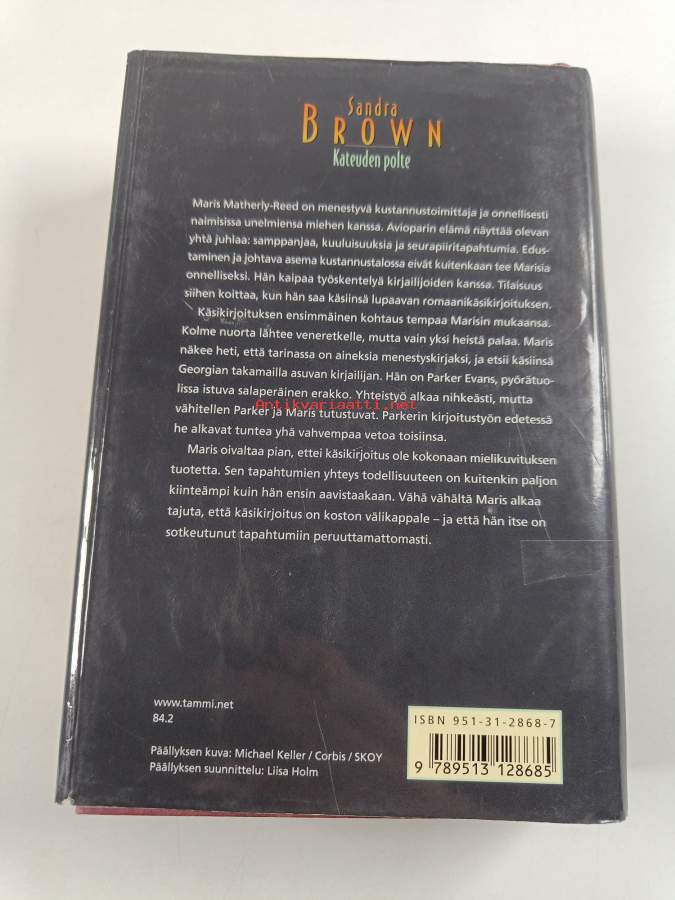 Sandra
BROWN
Kateuden polte
Maris Matherly-Reed on menestyvä kustannustoimittaja ja onnellisesti
naimisissa unelmiensa miehen kanssa. Avioparin elämä näyttää olevan
yhtä juhlaa: samppanjaa, kuuluisuuksia ja seurapiiritapahtumia. Edus-
taminen ja johtava asema kustannustalossa eivät kuitenkaan tee Marisia
onnelliseksi. Hän kaipaa työskentelyä kirjailijoiden kanssa. Tilaisuus
siihen koittaa, kun hän saa käsiinsä lupaavan romaanikäsikirjoituksen.
Käsikirjoituksen ensimmäinen kohtaus tempaa Marisin mukaansa.
Kolme nuorta lähtee veneretkelle, mutta vain yksi heistä palaa. Maris
näkee heti, että tarinassa on aineksia menestyskirjaksi, ja etsii käsiinsä
Georgian takamailla asuvan kirjailijan. Hän on Parker Evans, pyörätuo-
lissa istuva salaperäinen erakko. Yhteistyö alkaa nihkeästi, mutta
Antikvariaatti.net
vähitellen Parker ja Maris tutustuvat. Parkerin kirjoitustyön edetessä
he alkavat tuntea yhä vahvempaa vetoa toisiinsa.
Maris oivaltaa pian, ettei käsikirjoitus ole kokonaan mielikuvituksen
tuotetta. Sen tapahtumien yhteys todellisuuteen on kuitenkin paljon
kiinteämpi kuin hän ensin aavistaakaan. Vähä vähältä Maris alkaa
tajuta, että käsikirjoitus on koston välikappale – ja että hän itse on
sotkeutunut tapahtumiin peruuttamattomasti.
www.tammi.net
84.2
Päällyksen kuva: Michael Keller / Corbis / SKOY
Päällyksen suunnittelu: Liisa Holm
ISBN 951-31-2868-7
9 789513 128685